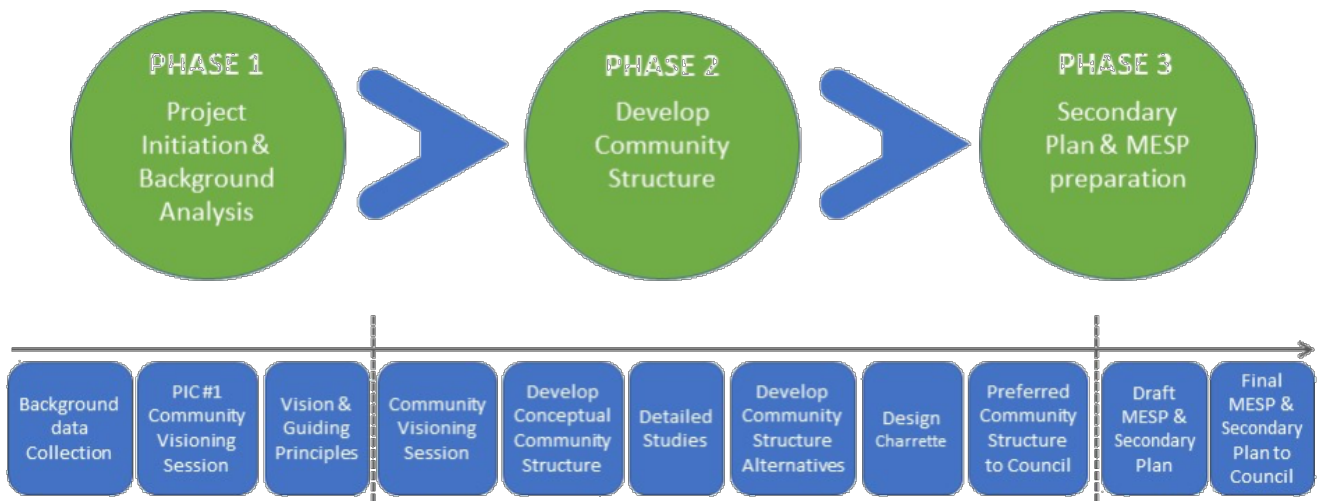 PHASE 1
Project
Initiation &
Background
Analysis
PHASE 2
Develop
Community
Structure
PHASE 3
Secondary
Plan & MESP
preparation
Background
data
Collection
PIC #1
Community
Visioning
Session
Vision &
Guiding
Principles
Community
Visioning
Session
Develop
Conceptual
Community
Structure
Detailed
Studies
Develop
Community
Structure
Alternatives
Design
Charrette
Preferred
Community
Structure
to Council
Draft
MESP &
Secondary
Plan
Final
MESP &
Secondary
Plan to
Council